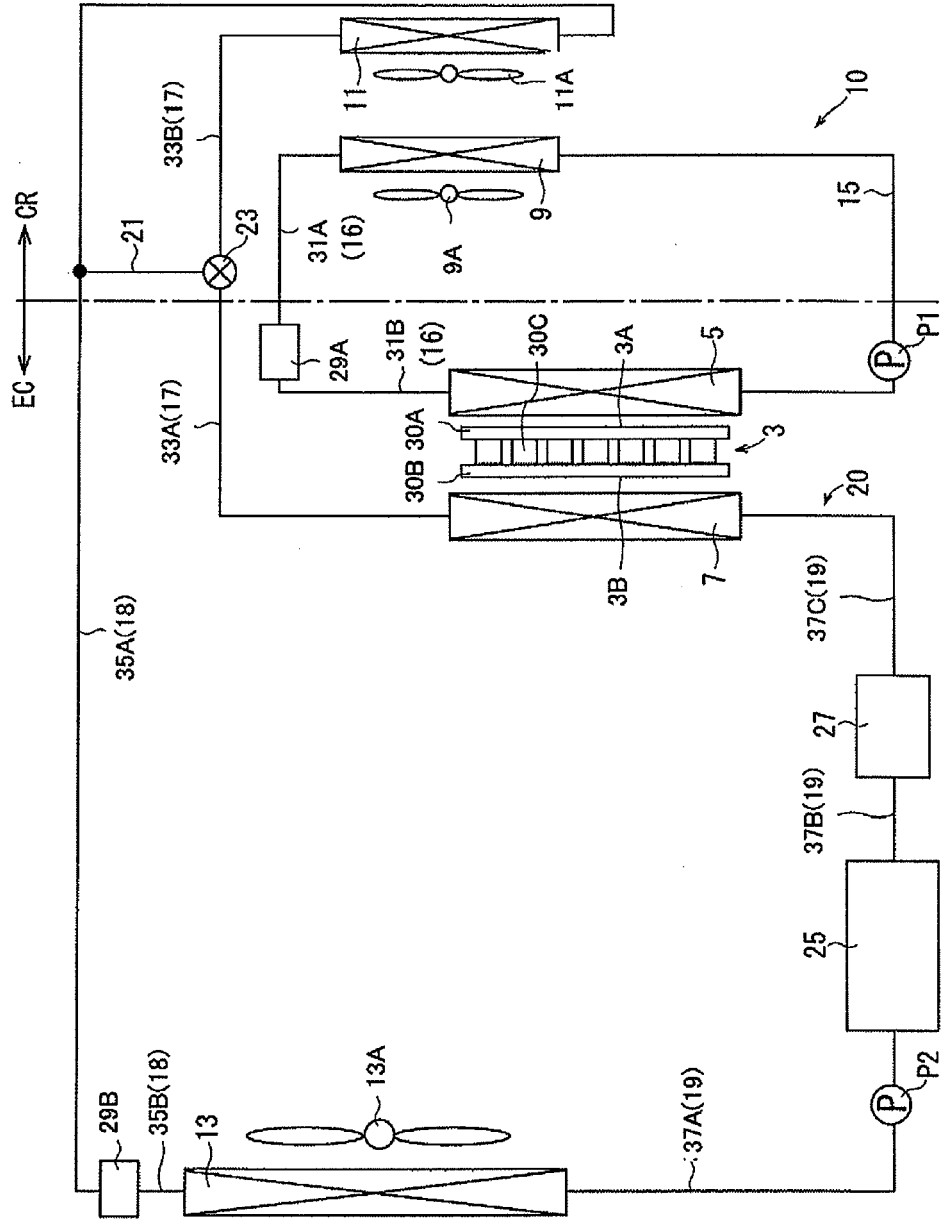 EC
CR
33B(17)
11
11A
10
21
23
31A
(16)
9A
9
15
33A(17)
29A
31B
(16)
30C
3A
5
P
P1
30A
30B
3
3B
7
20
35A(18)
37C(19)
27
37B(19)
25
29B
35B(18)
13
13A
37A(19)
P
P2